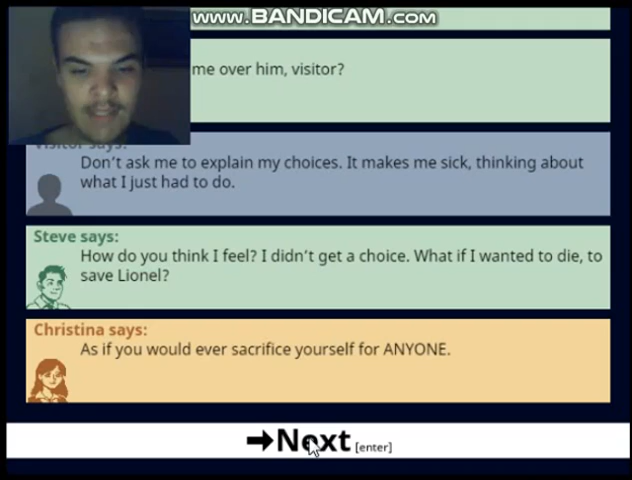 www.BANDICAM.com
me over him, visitor?
Visitor says:
Don't ask me to explain my choices. It makes me sick, thinking about
what I just had to do.
Steve says:
How do you think I feel? I didn't get a choice. What if I wanted to die, to
save Lionel?
Christina says:
As if you would ever sacrifice yourself for ANYONE.
➡Next [enter]